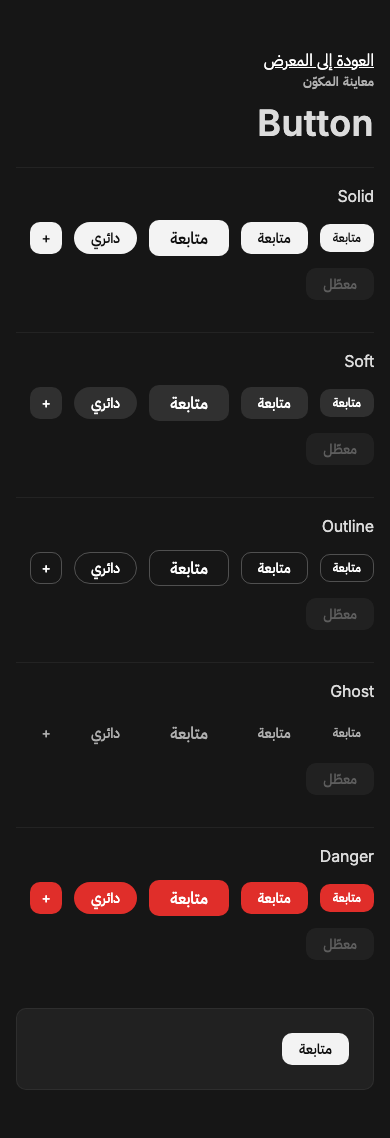 العودة إلى المعرض
معاينة المكوّن
Button
Solid
متابعة متابعة متابعة دائري +
معطّل
Soft
متابعة متابعة متابعة دائري +
معطّل
Outline
متابعة متابعة متابعة دائري +
معطّل
Ghost
متابعة متابعة متابعة دائري +
معطّل
Danger
متابعة متابعة متابعة دائري +
معطّل
متابعة